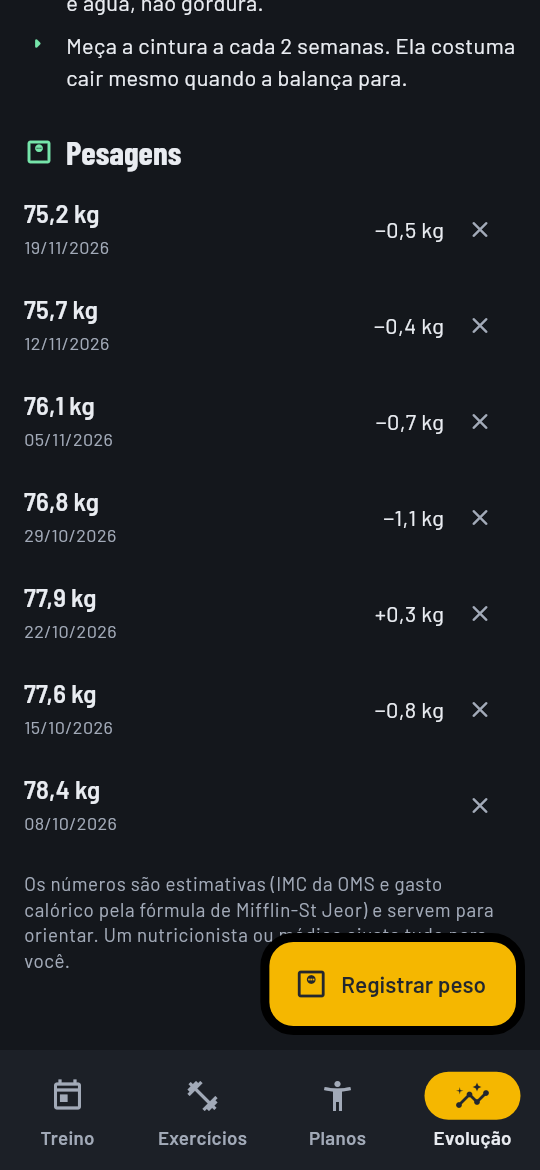 e água, não gordura.
Meça a cintura a cada 2 semanas. Ela costuma
cair mesmo quando a balança para.
Pesagens
75,2 kg
19/11/2026
−0,5 kg
75,7 kg
12/11/2026
−0,4 kg
76,1 kg
05/11/2026
−0,7 kg
76,8 kg
29/10/2026
−1,1 kg
77,9 kg
22/10/2026
+0,3 kg
77,6 kg
15/10/2026
−0,8 kg
78,4 kg
08/10/2026
Os números são estimativas (IMC da OMS e gasto
calórico pela fórmula de Mifflin-St Jeor) e servem para
orientar. Um nutricionista ou médico ajusta tudo para
você.
Registrar peso
Treino
Exercícios
Planos
Evolução